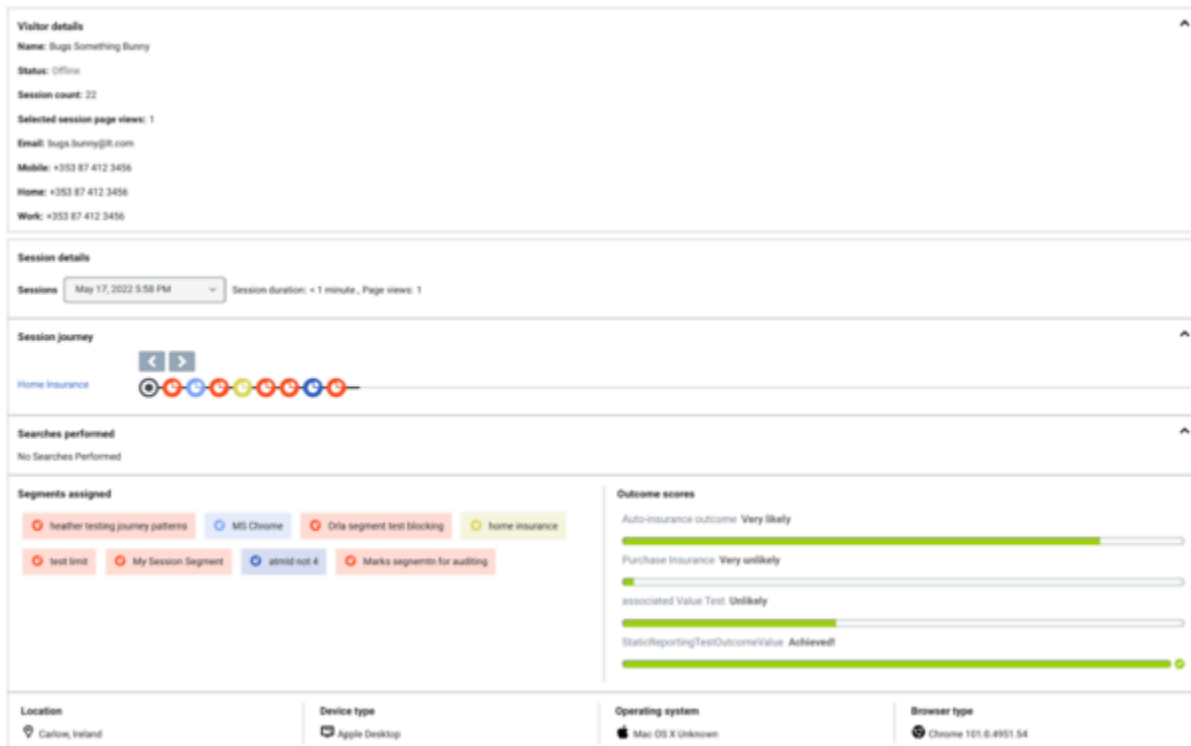 Visitor details
Name: Bugs Something Bunny
Status: Offline
Session count: 22
Selected session page views: 1
Email: bugs.bunny@lt.com
Mobile: +353 87 412 3456
Home: +353 87 412 3456
Work: +353 87 412 3456
Session details
Sessions May 17, 2022 5:58 PM Session duration: < 1 minute , Page views: 1
Session journey
Home Insurance
Searches performed
No Searches Performed
Segments assigned
heather testing journey patterns MS Chrome Orla segment test blocking home insurance
test limit My Session Segment atmid not 4 Marks segnemtn for auditing
Outcome scores
Auto-insurance outcome Very likely
Purchase Insurance Very unlikely
associated Value Test Unlikely
StaticReportingTestOutcomeValue Achieved!
Location
Carlow, Ireland
Device type
Apple Desktop
Operating system
Mac OS X Unknown
Browser type
Chrome 101.0.4951.54